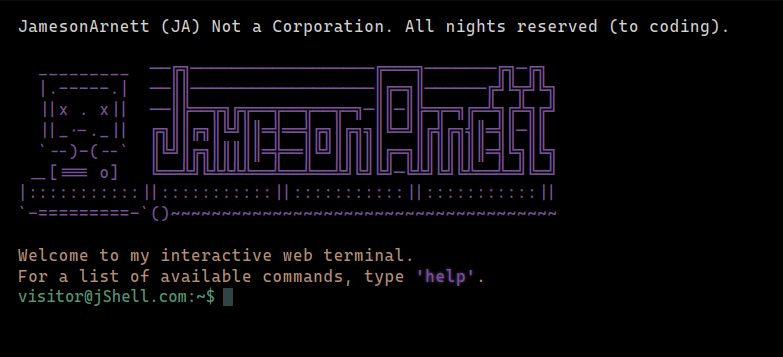 JamesonArnett (JA) Not a Corporation. All nights reserved (to coding).
JamesonArnett
Welcome to my interactive web terminal.
For a list of available commands, type 'help'.
visitor@jShell.com:~$